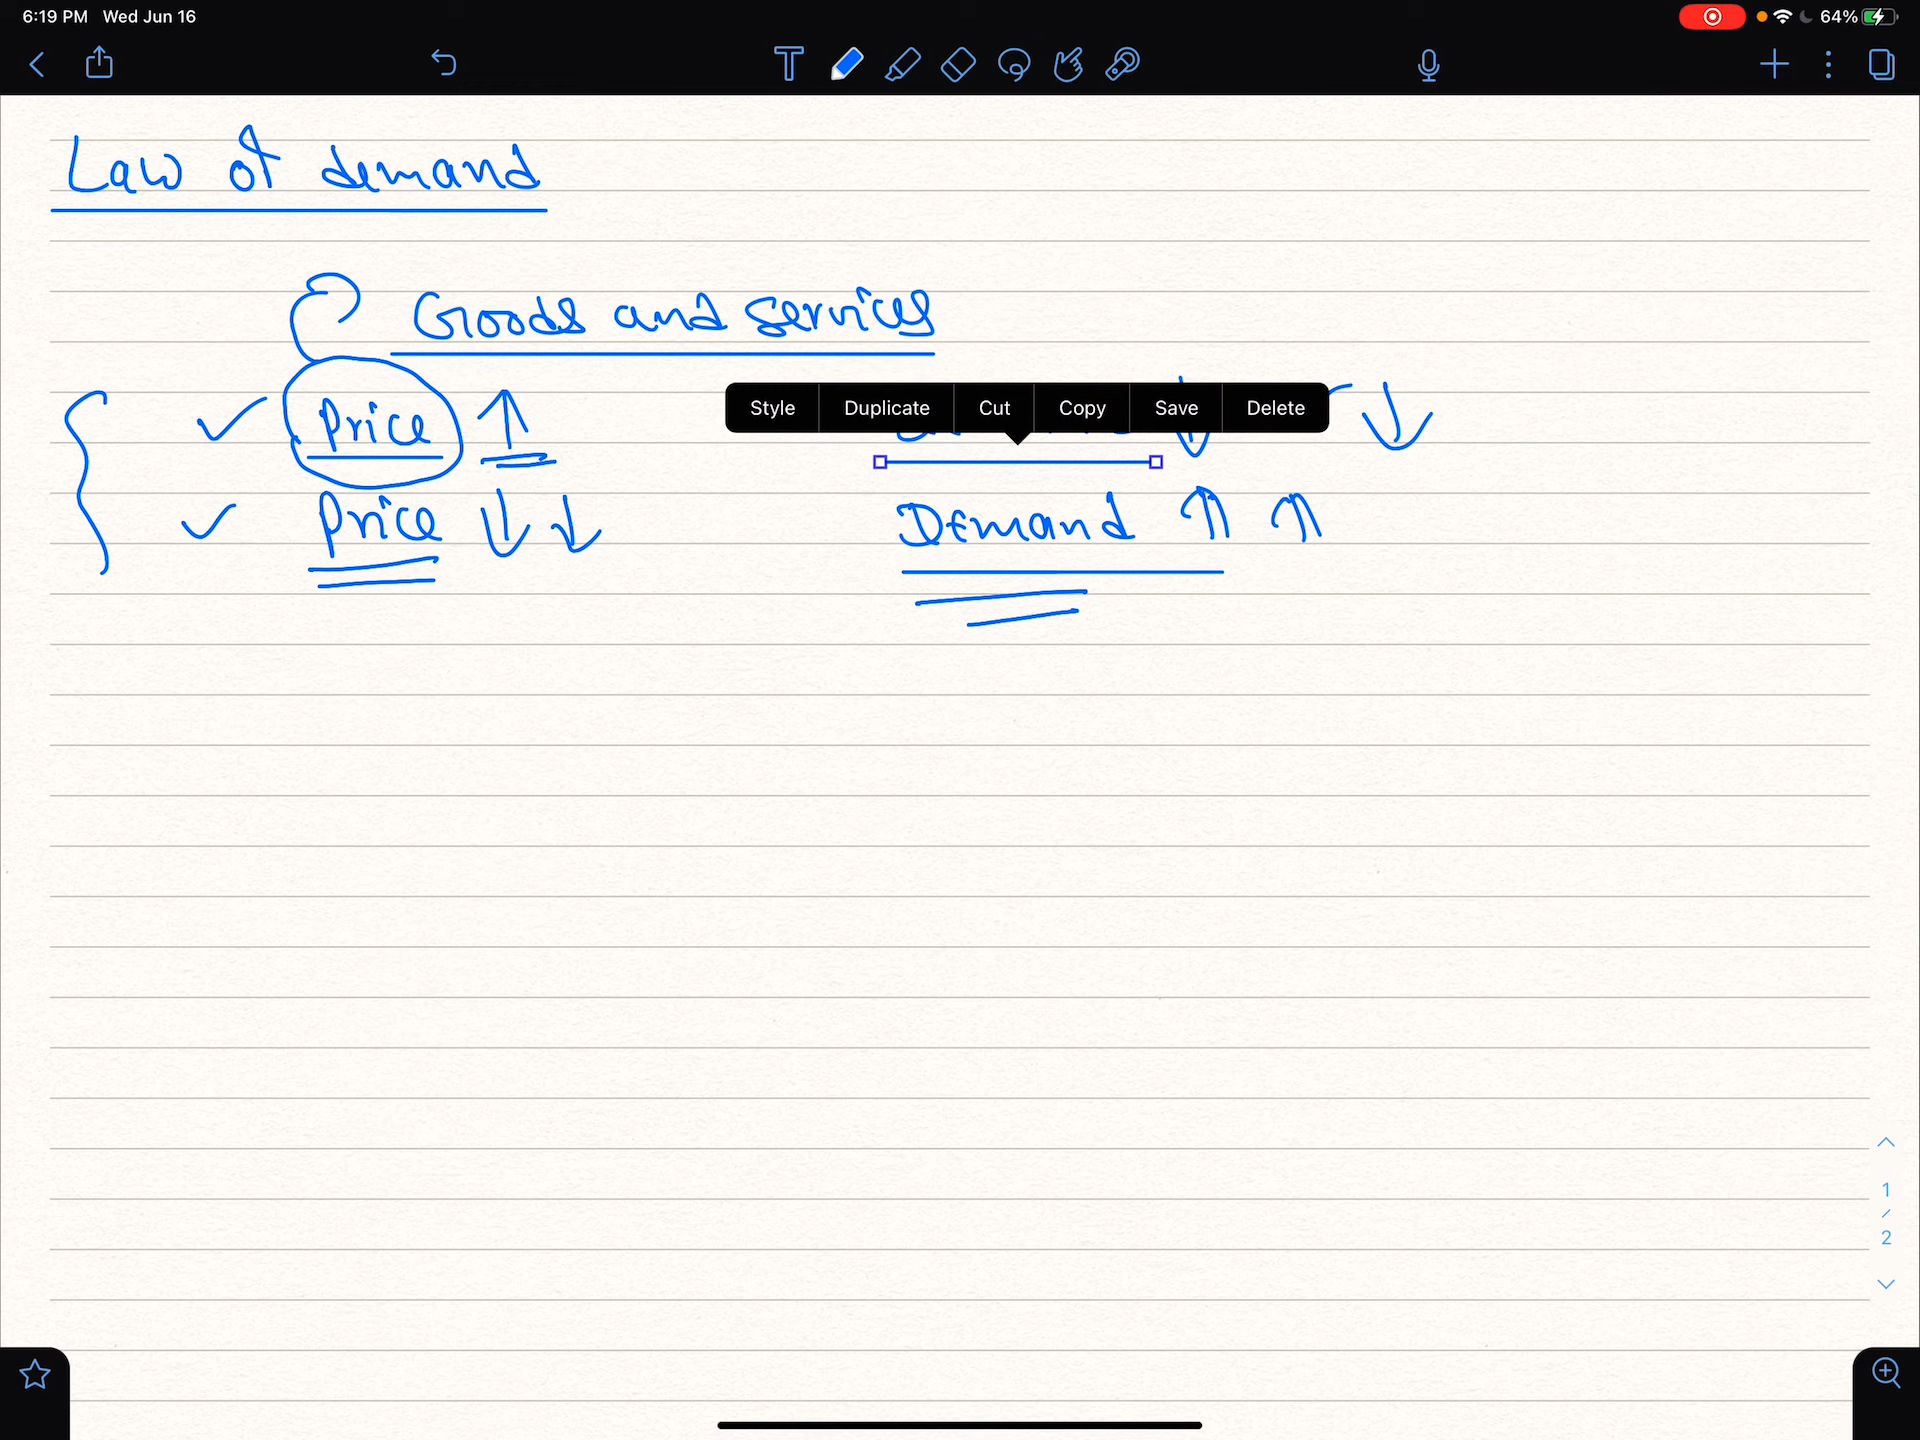 6:19 PM Wed Jun 16
64%
Law of demand
Goods and services
Style Duplicate Cut Copy Save Delete
Price ↑ ↓ ↓
Price ↓ ↓ Demand ↑ ↑
1
/
2